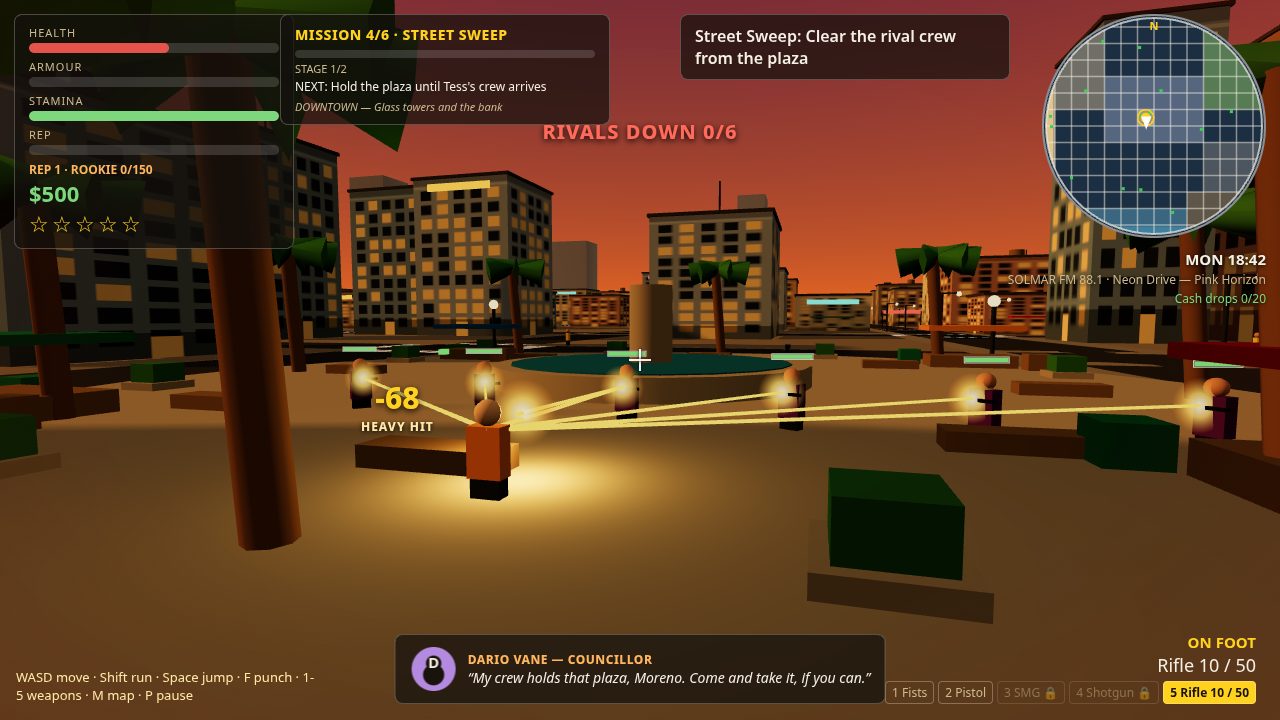 HEALTH
ARMOUR
STAMINA
REP
REP 1 · ROOKIE 0/150
$500
MISSION 4/6 · STREET SWEEP
STAGE 1/2
NEXT: Hold the plaza until Tess's crew arrives
DOWNTOWN — Glass towers and the bank
RIVALS DOWN 0/6
Street Sweep: Clear the rival crew
from the plaza
N
MON 18:42
SOLMAR FM 88.1 · Neon Drive — Pink Horizon
Cash drops 0/20
-68
HEAVY HIT
WASD move · Shift run · Space jump · F punch · 1-
5 weapons · M map · P pause
D
DARIO VANE — COUNCILLOR
“My crew holds that plaza, Moreno. Come and take it, If you can.”
ON FOOT
Rifle 10 / 50
1 Fists
2 Pistol
3 SMG 🔒
4 Shotgun 🔒
5 Rifle 10 / 50